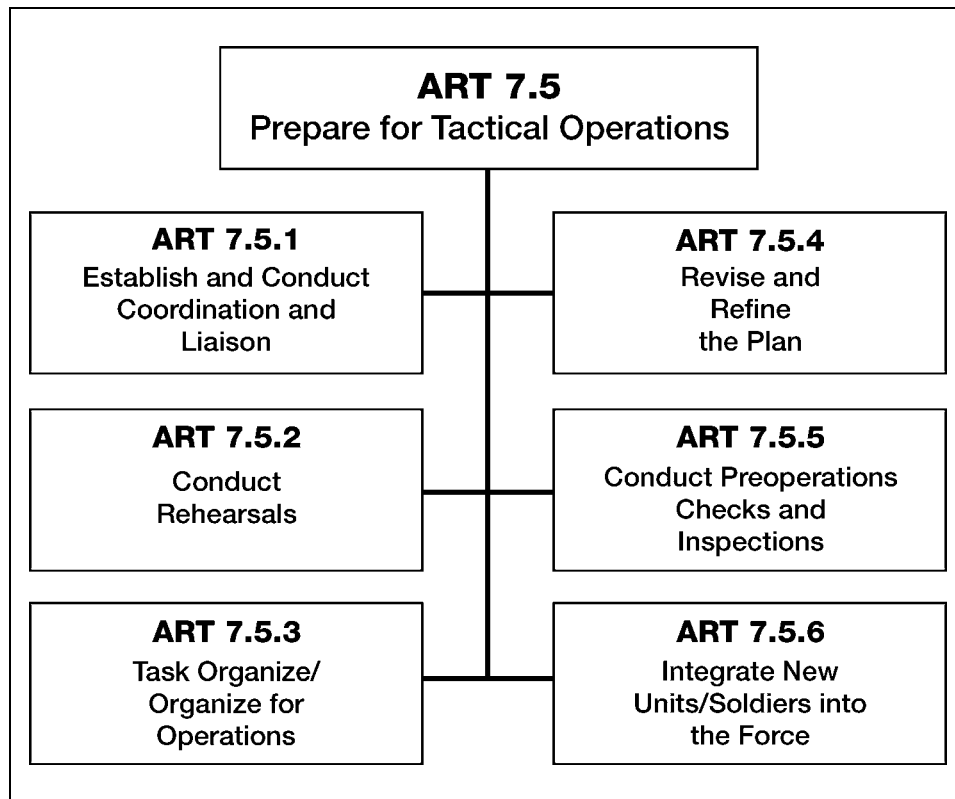 ART 7.5
Prepare for Tactical Operations
ART 7.5.1
Establish and Conduct
Coordination and
Liaison
ART 7.5.2
Conduct
Rehearsals
ART 7.5.3
Task Organize/
Organize for
Operations
ART 7.5.4
Revise and
Refine
the Plan
ART 7.5.5
Conduct Preoperations
Checks and
Inspections
ART 7.5.6
Integrate New
Units/Soldiers into
the Force